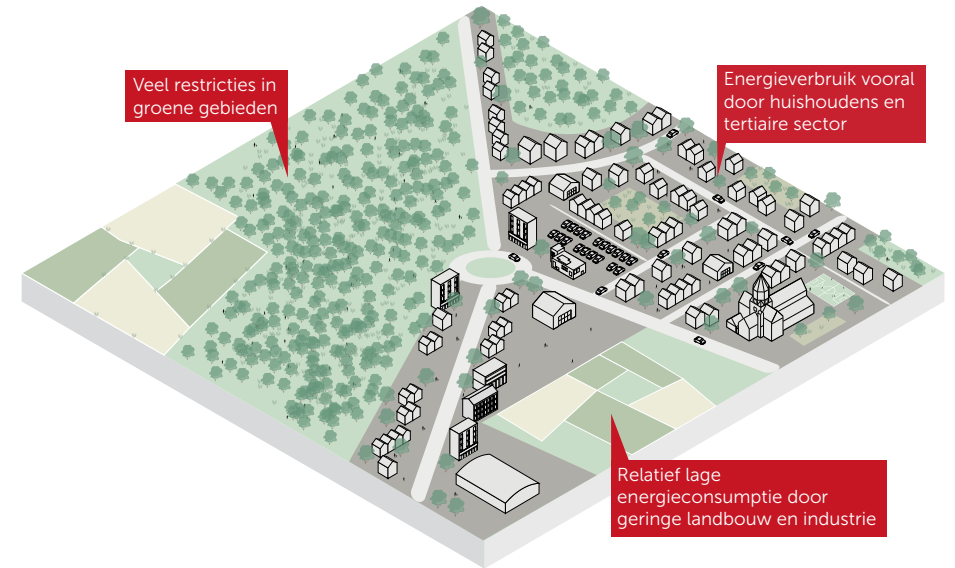 Veel restricties in
groene gebieden
Energieverbruik vooral
door huishoudens en
tertiaire sector
Relatief lage
energieconsumptie door
geringe landbouw en industrie